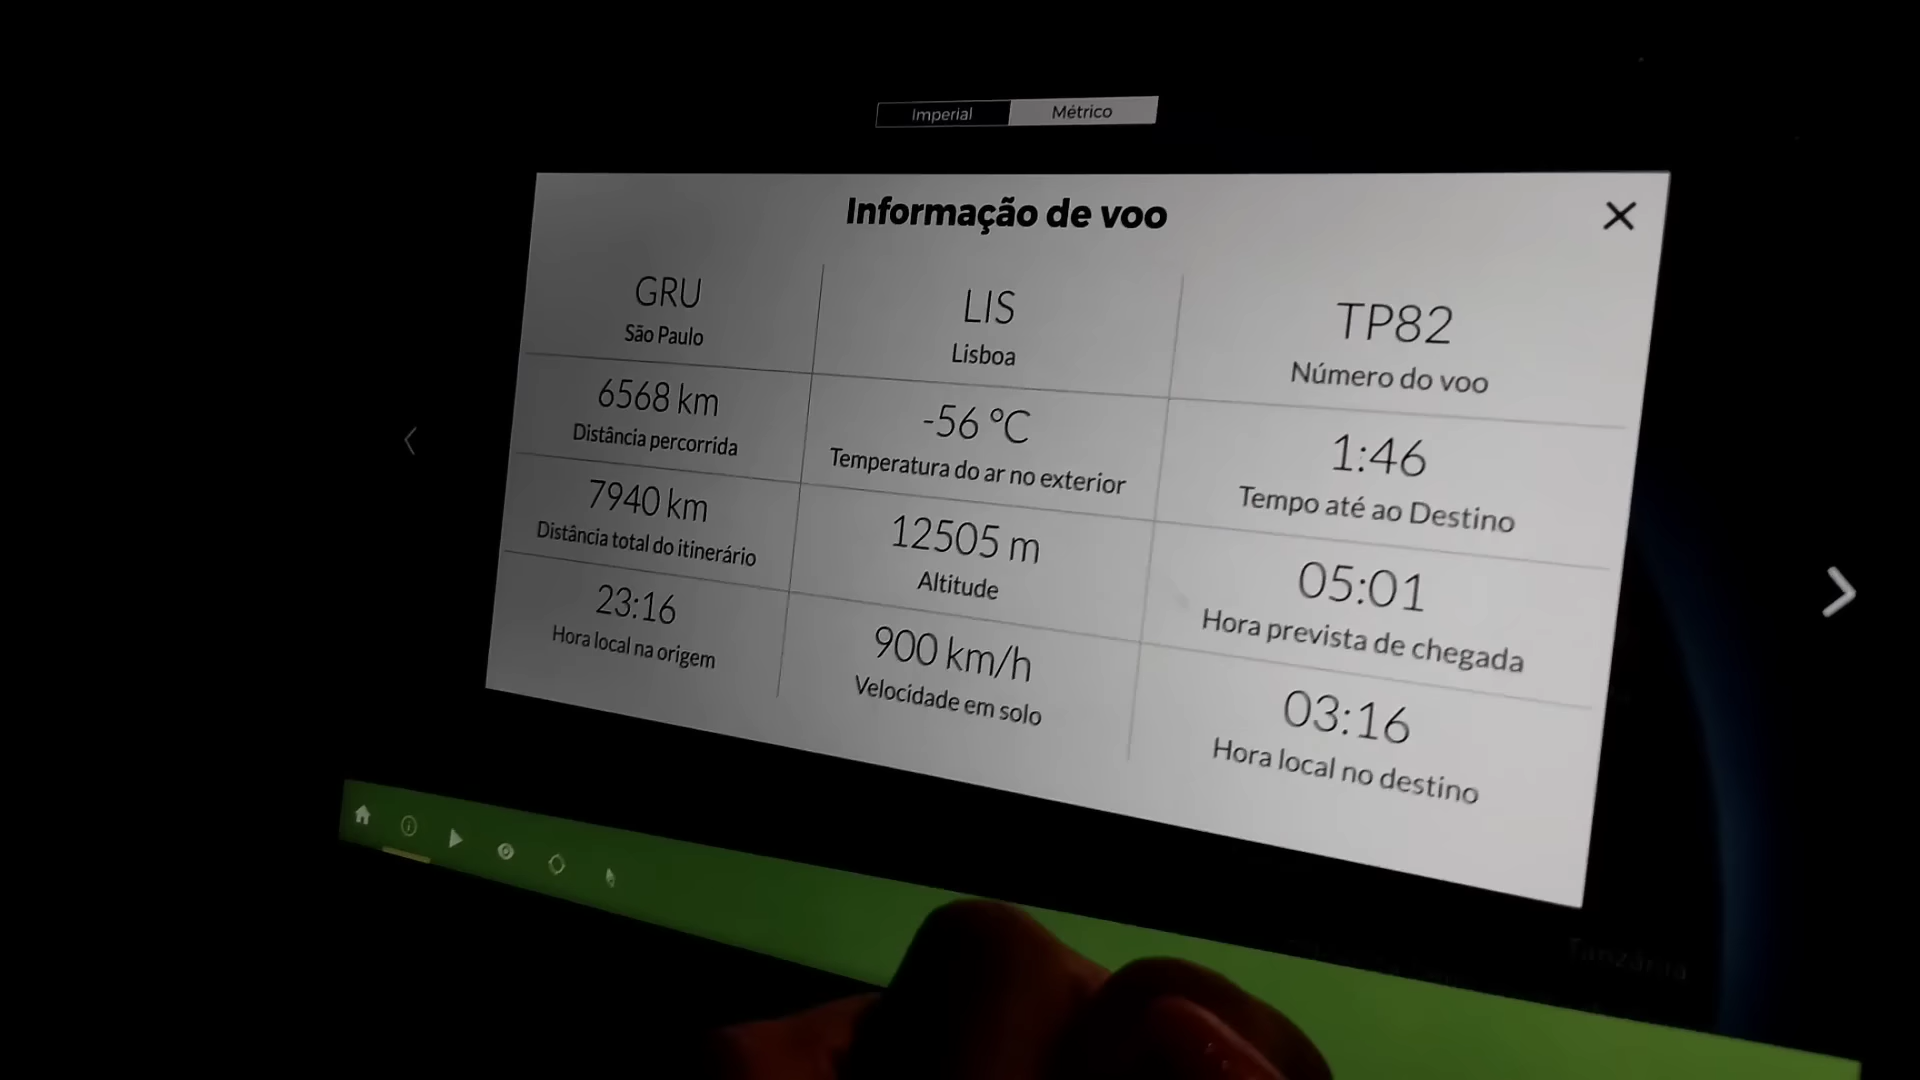 Imperial
Métrico
Informação de voo
GRU
São Paulo
LIS
Lisboa
TP82
Número do voo
6568 km
Distância percorrida
-56 ºC
Temperatura do ar no exterior
1:46
Tempo até ao Destino
7940 km
Distância total do itinerário
12505 m
Altitude
05:01
Hora prevista de chegada
23:16
Hora local na origem
900 km/h
Velocidade em solo
03:16
Hora local no destino